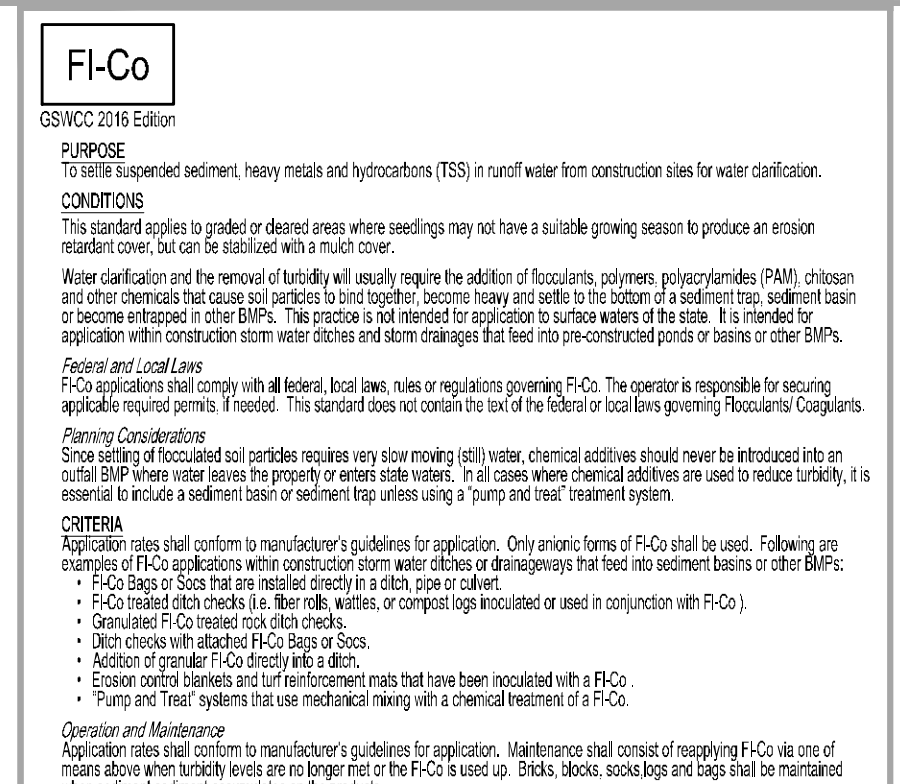 Fl-Co
GSWCC 2016 Edition
PURPOSE
To settle suspended sediment, heavy metals and hydrocarbons (TSS) in runoff water from construction sites for water clarification.
CONDITIONS
This standard applies to graded or cleared areas where seedlings may not have a suitable growing season to produce an erosion
retardant cover, but can be stabilized with a mulch cover.
Water clarification and the removal of turbidity will usually require the addition of flocculants, polymers, polyacrylamides (PAM), chitosan
and other chemicals that cause soil particles to bind together, become heavy and settle to the bottom of a sediment trap, sediment basin
or become entrapped in other BMPs. This practice is not intended for application to surface waters of the state. It is intended for
application within construction storm water ditches and storm drainages that feed into pre-constructed ponds or basins or other BMPs.
Federal and Local Laws
Fl-Co applications shall comply with all federal, local laws, rules or regulations governing Fl-Co. The operator is responsible for securing
applicable required permits, if needed. This standard does not contain the text of the federal or local laws governing Flocculants/ Coagulants.
Planning Considerations
Since settling of flocculated soil particles requires very slow moving (still) water, chemical additives should never be introduced into an
outfall BMP where water leaves the property or enters state waters. In all cases where chemical additives are used to reduce turbidity, it is
essential to include a sediment basin or sediment trap unless using a "pump and treat" treatment system.
CRITERIA
Application rates shall conform to manufacturer's guidelines for application. Only anionic forms of Fl-Co shall be used. Following are
examples of Fl-Co applications within construction storm water ditches or drainageways that feed into sediment basins or other BMPs:
• Fl-Co Bags or Socs that are installed directly in a ditch, pipe or culvert.
• Fl-Co treated ditch checks (i.e. fiber rolls, wattles, or compost logs inoculated or used in conjunction with Fl-Co ).
• Granulated Fl-Co treated rock ditch checks.
• Ditch checks with attached Fl-Co Bags or Socs.
• Addition of granular Fl-Co directly into a ditch.
• Erosion control blankets and turf reinforcement mats that have been inoculated with a Fl-Co .
• "Pump and Treat" systems that use mechanical mixing with a chemical treatment of a Fl-Co.
Operation and Maintenance
Application rates shall conform to manufacturer's guidelines for application. Maintenance shall consist of reapplying Fl-Co via one of
means above when turbidity levels are no longer met or the Fl-Co is used up. Bricks, blocks, socks,logs and bags shall be maintained